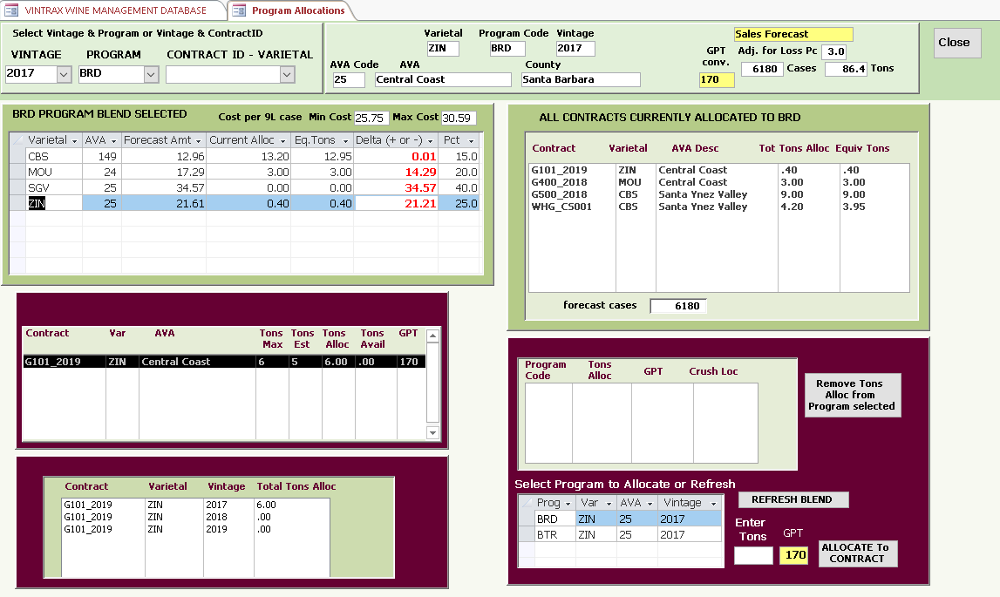 VINTRAX WINE MANAGEMENT DATABASE
Program Allocations
Select Vintage & Program or Vintage & ContractID
VINTAGE PROGRAM CONTRACT ID - VARIETAL
2017 BRD
Varietal Program Code Vintage
ZIN BRD 2017
AVA Code AVA County
25 Central Coast Santa Barbara
GPT conv.
170
Sales Forecast
Adj. for Loss Pc 3.0
6180 Cases 86.4 Tons
Close
BRD PROGRAM BLEND SELECTED Cost per 9L case Min Cost 25.75 Max Cost 30.59
Varietal AVA Forecast Amt Current Alloc Eq.Tons Delta (+ or -) Pct
CBS 149 12.96 13.20 12.95 0.01 15.0
MOU 24 17.29 3.00 3.00 14.29 20.0
SGV 25 34.57 0.00 0.00 34.57 40.0
ZIN 25 21.61 0.40 0.40 21.21 25.0
ALL CONTRACTS CURRENTLY ALLOCATED TO BRD
Contract Varietal AVA Desc Tot Tons Alloc Equiv Tons
G101_2019 ZIN Central Coast .40 .40
G400_2018 MOU Central Coast 3.00 3.00
G500_2018 CBS Santa Ynez Valley 9.00 9.00
WHG_CS001 CBS Santa Ynez Valley 4.20 3.95
forecast cases 6180
Contract Var AVA Tons Max Tons Est Tons Alloc Tons Avail GPT
G101_2019 ZIN Central Coast 6 5 6.00 .00 170
Contract Varietal Vintage Total Tons Alloc
G101_2019 ZIN 2017 6.00
G101_2019 ZIN 2018 .00
G101_2019 ZIN 2019 .00
Program Code Tons Alloc GPT Crush Loc
Remove Tons
Alloc from
Program selected
Select Program to Allocate or Refresh
Prog Var AVA Vintage
BRD ZIN 25 2017
BTR ZIN 25 2017
REFRESH BLEND
Enter Tons
GPT
170
ALLOCATE To
CONTRACT